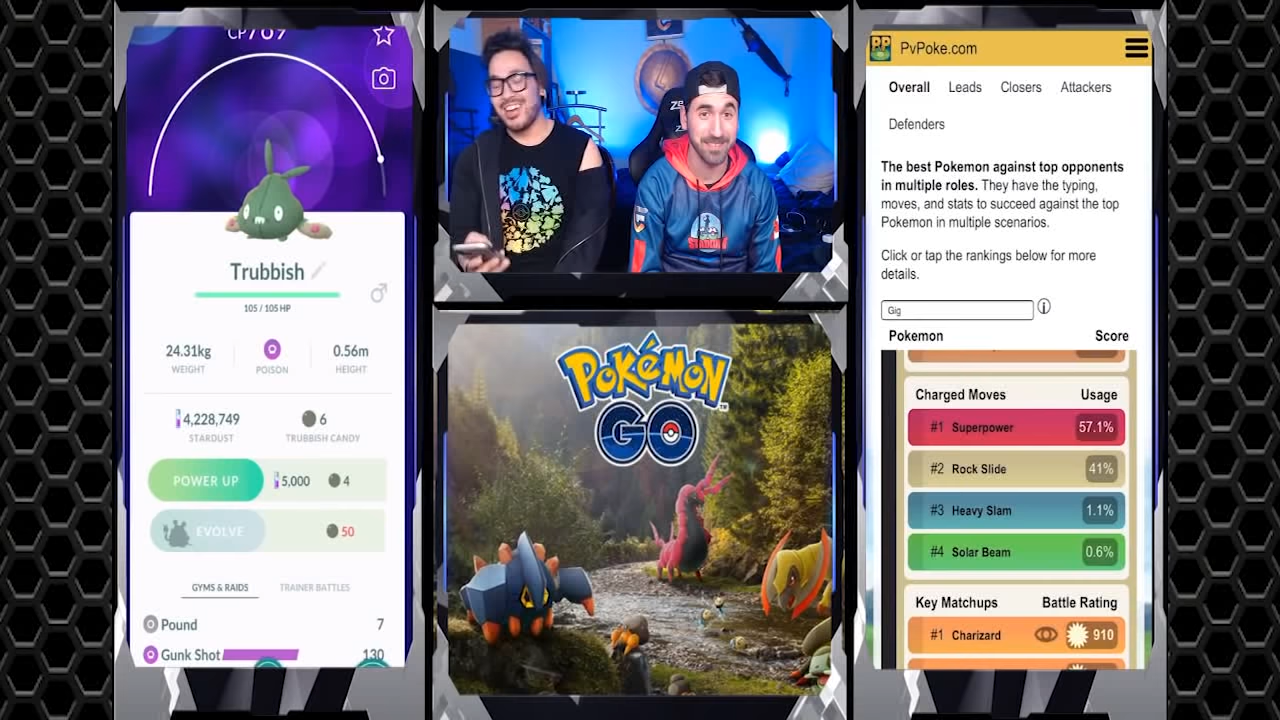 CP709
Trubbish
105 / 105 HP
24.31kg
WEIGHT
POISON
0.56m
HEIGHT
4,228,749
STARDUST
6
TRUBBISH CANDY
POWER UP
5,000
4
EVOLVE
50
GYMS & RAIDS
TRAINER BATTLES
Pound
7
Gunk Shot
130
STADIUM
POKéMON
™
GO
PP
PvPoke.com
Overall
Leads
Closers
Attackers
Defenders
The best Pokemon against top opponents
in multiple roles. They have the typing,
moves, and stats to succeed against the top
Pokemon in multiple scenarios.
Click or tap the rankings below for more
details.
Gig
i
Pokemon
Score
Charged Moves
Usage
#1 Superpower
57.1%
#2 Rock Slide
41%
#3 Heavy Slam
1.1%
#4 Solar Beam
0.6%
Key Matchups
Battle Rating
#1 Charizard
910